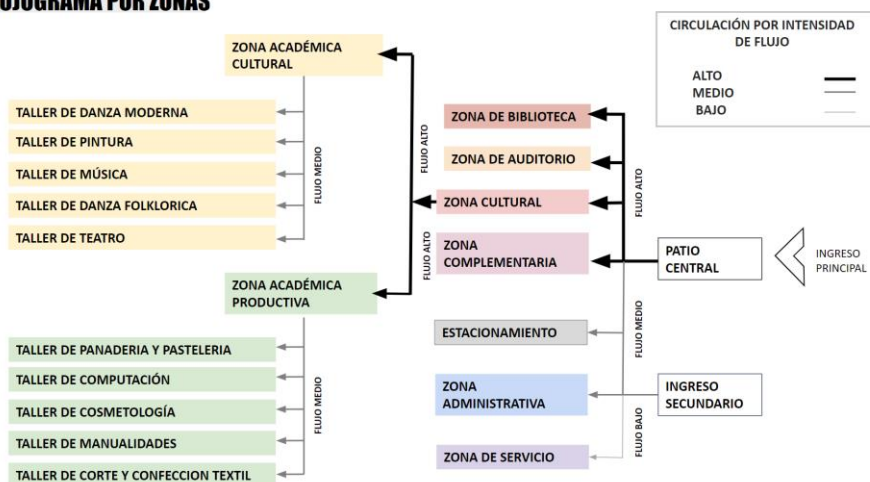 CIRCULACIÓN POR INTENSIDAD
DE FLUJO
ALTO
MEDIO
BAJO
ZONA ACADÉMICA
CULTURAL
TALLER DE DANZA MODERNA
TALLER DE PINTURA
TALLER DE MÚSICA
TALLER DE DANZA FOLKLORICA
TALLER DE TEATRO
FLUJO MEDIO
FLUJO ALTO
ZONA DE BIBLIOTECA
ZONA DE AUDITORIO
ZONA CULTURAL
ZONA
COMPLEMENTARIA
FLUJO ALTO
FLUJO ALTO
PATIO
CENTRAL
INGRESO
PRINCIPAL
ZONA ACADÉMICA
PRODUCTIVA
TALLER DE PANADERIA Y PASTELERIA
TALLER DE COMPUTACIÓN
TALLER DE COSMETOLOGÍA
TALLER DE MANUALIDADES
TALLER DE CORTE Y CONFECCION TEXTIL
FLUJO MEDIO
ESTACIONAMIENTO
FLUJO MEDIO
ZONA
ADMINISTRATIVA
INGRESO
SECUNDARIO
FLUJO BAJO
ZONA DE SERVICIO